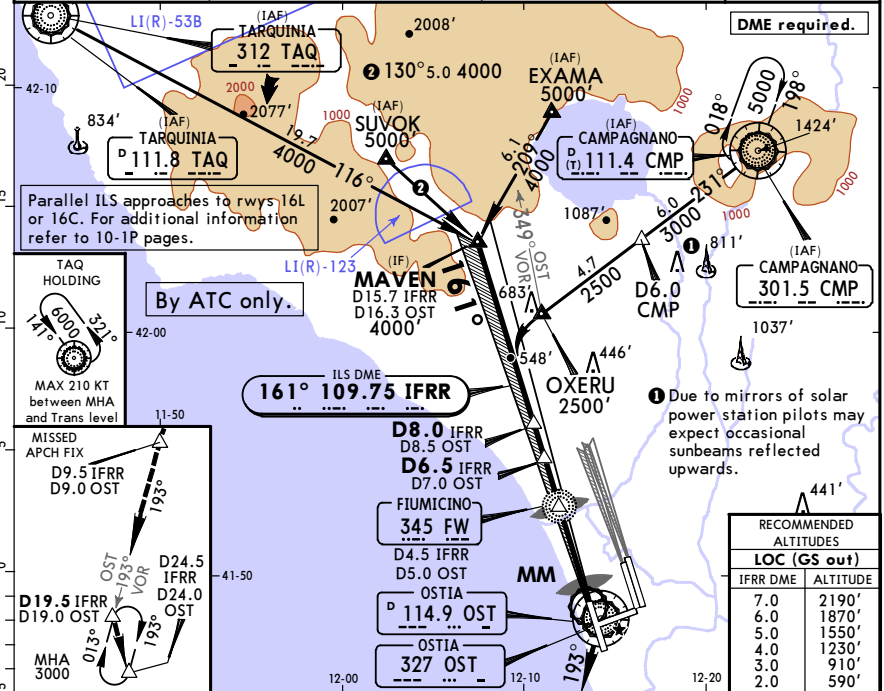 LI(R)-53B
(IAF)
TARQUINIA
312 TAQ
2008'
DME required.
❷ 130° 5.0 4000
(IAF)
EXAMA
5000'
20
42-10
2000
2077'
1000
1000
834'
(IAF)
TARQUINIA
D 111.8 TAQ
(IAF)
SUVOK
5000'
19.7
4000
116°
❷
6.1
209°
4000
(IAF)
CAMPAGNANO
D
(T) 111.4 CMP
018°
5000
198°
1424'
231°
6.0
3000
1000
1000
Parallel ILS approaches to rwys 16L
or 16C. For additional information
refer to 10-1P pages.
2007'
1087'
349° OST
VOR
❶
811'
(IAF)
CAMPAGNANO
301.5 CMP
LI(R)-123
(IF)
MAVEN
D15.7 IFRR
D16.3 OST
4000'
161°
683'
4.7
2500
D6.0
CMP
15
TAQ
HOLDING
141°
6000
321°
MAX 210 KT
between MHA
and Trans level
By ATC only.
10
42-00
548'
446'
OXERU
2500'
1037'
ILS DME
161° 109.75 IFRR
❶ Due to mirrors of solar
power station pilots may
expect occasional
sunbeams reflected
upwards.
11-50
MISSED
APCH FIX
D9.5 IFRR
D9.0 OST
193°
5
D8.0 IFRR
D8.5 OST
D6.5 IFRR
D7.0 OST
FIUMICINO
345 FW
D4.5 IFRR
D5.0 OST
441'
OST
193°
VOR
D24.5
IFRR
D24.0
OST
0
41-50
MM
D19.5 IFRR
D19.0 OST
013°
193°
MHA
3000
OSTIA
D 114.9 OST
OSTIA
327 OST
193°
5
12-00
12-10
12-20
RECOMMENDED
ALTITUDES
LOC (GS out)
IFRR DME ALTITUDE
7.0 2190'
6.0 1870'
5.0 1550'
4.0 1230'
3.0 910'
2.0 590'